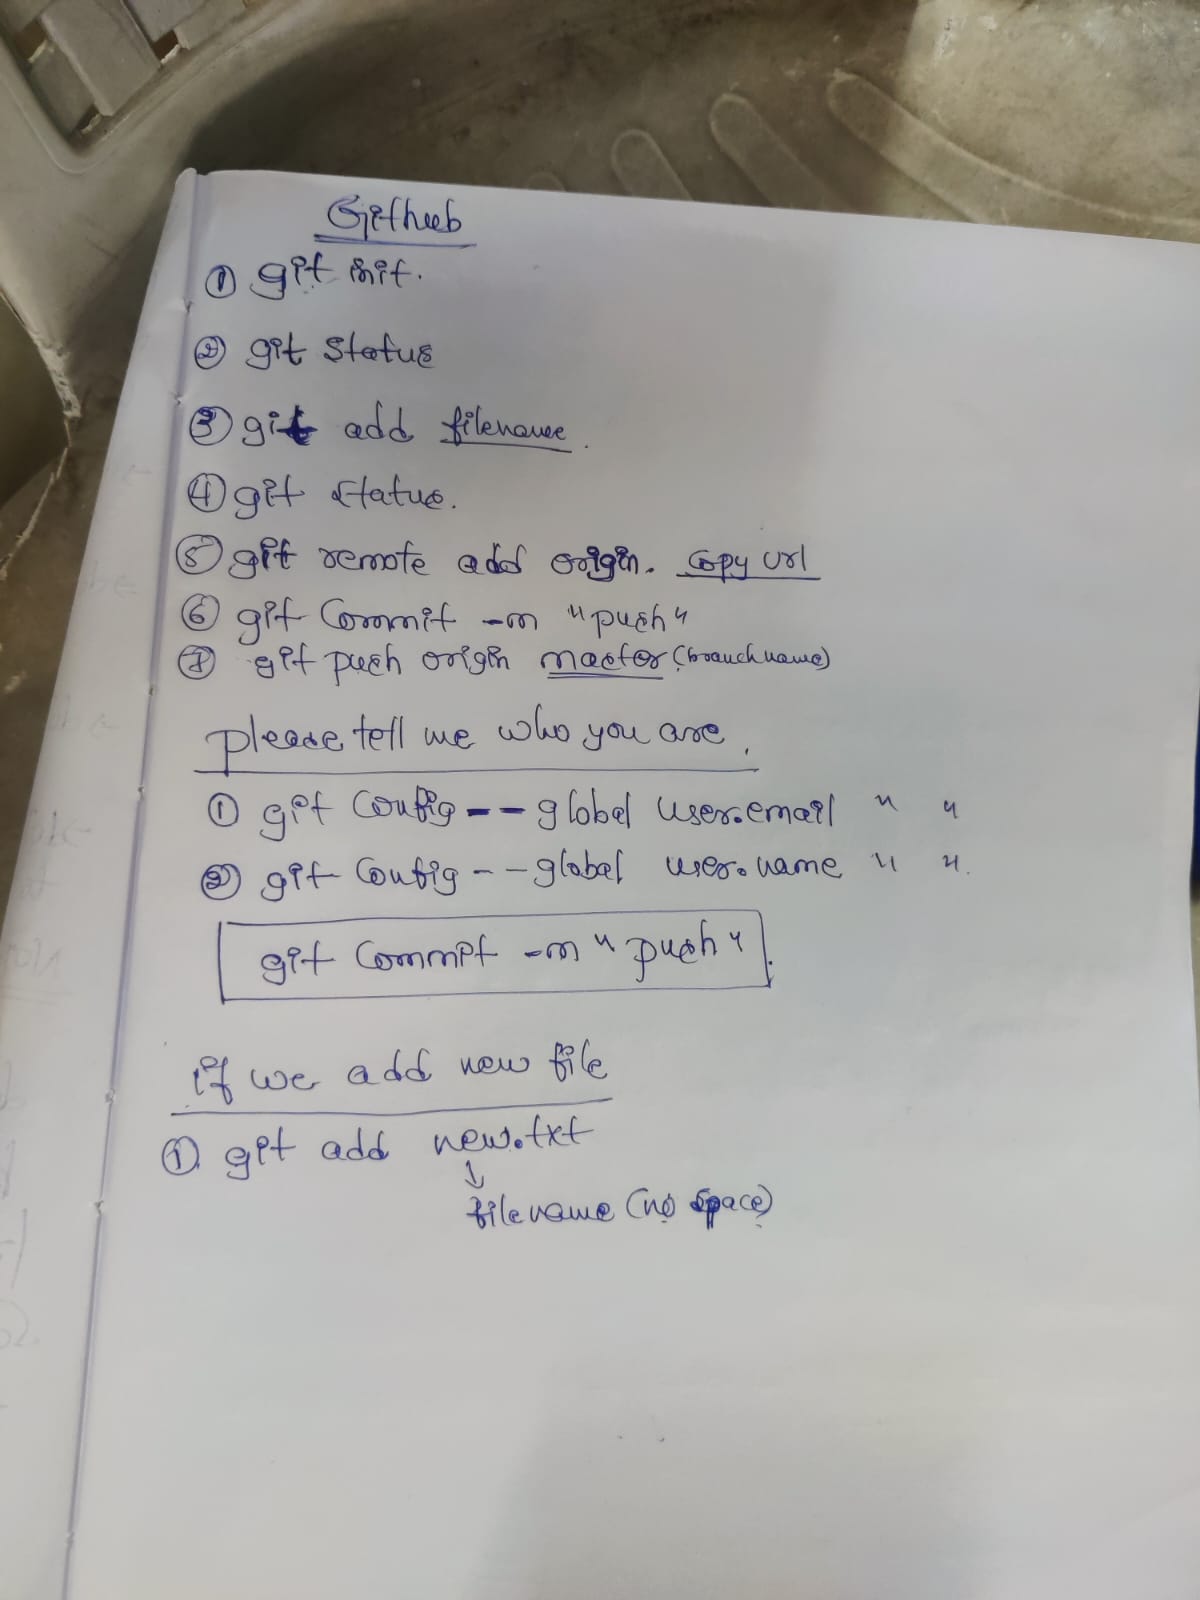 Github
① git init.
② git status
③ git add filename.
④ git status.
⑤ git remote add origin. Copy url
⑥ git Commit -m "push"
⑦ git push origin master (branch name)
please tell me who you are.
① git Config -- global user.email " "
② git Config -- global user.name " ".
git Commit -m "push".
if we add new file
①. git add new.txt
↓
filename (no space)